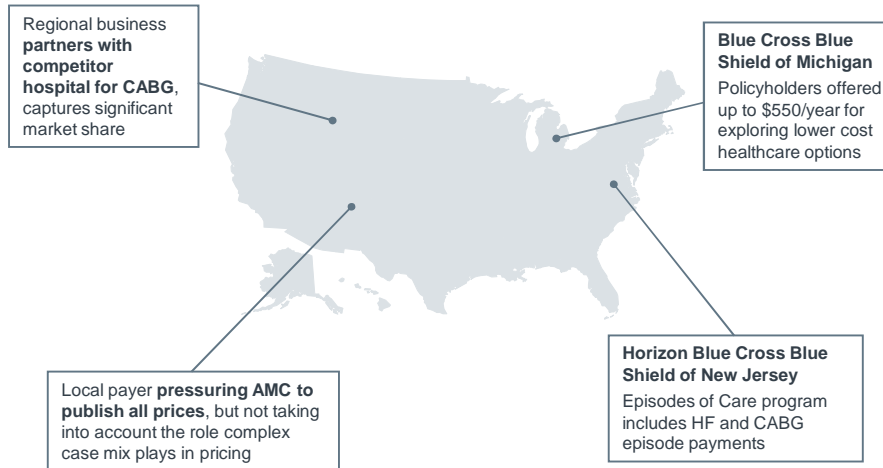 Regional business
partners with
competitor
hospital for CABG,
captures significant
market share
Blue Cross Blue
Shield of Michigan
Policyholders offered
up to $550/year for
exploring lower cost
healthcare options
Local payer pressuring AMC to
publish all prices, but not taking
into account the role complex
case mix plays in pricing
Horizon Blue Cross Blue
Shield of New Jersey
Episodes of Care program
includes HF and CABG
episode payments